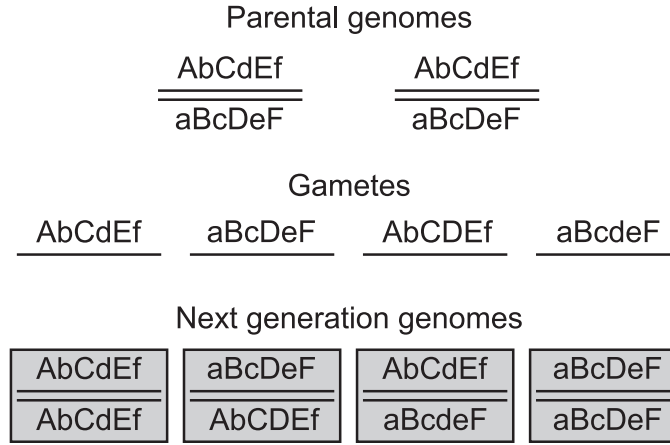 Parental genomes
AbCdEf AbCdEf
aBcDeF aBcDeF
Gametes
AbCdEf aBcDeF AbCDEf aBcdeF
Next generation genomes
AbCdEf aBcDeF AbCdEf aBcDeF
AbCdEf AbCDEf aBcdeF aBcDeF